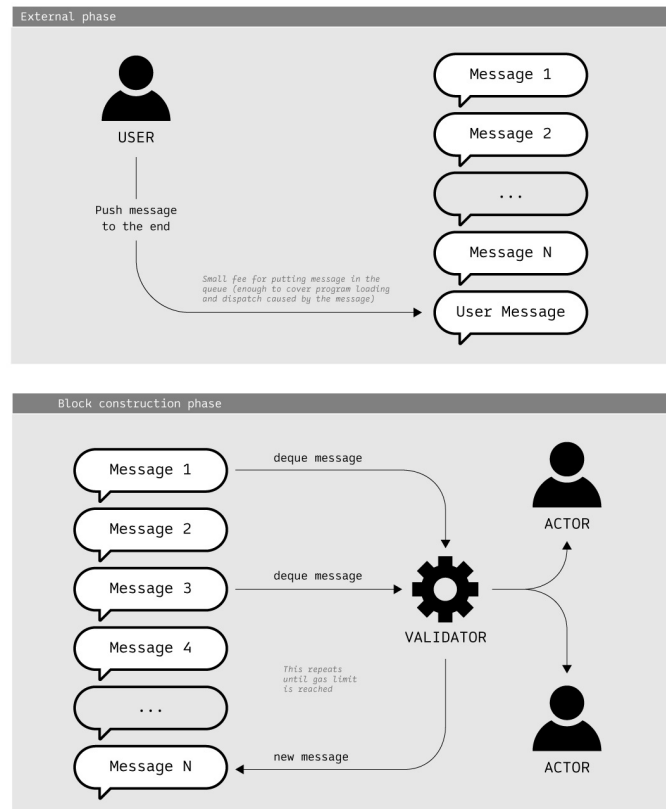 External phase
USER
Push message
to the end
Small fee for putting message in the
queue (enough to cover program loading
and dispatch caused by the message)
Message 1
Message 2
...
Message N
User Message
Block construction phase
Message 1
Message 2
Message 3
Message 4
...
Message N
deque message
deque message
This repeats
until gas limit
is reached
new message
VALIDATOR
ACTOR
ACTOR